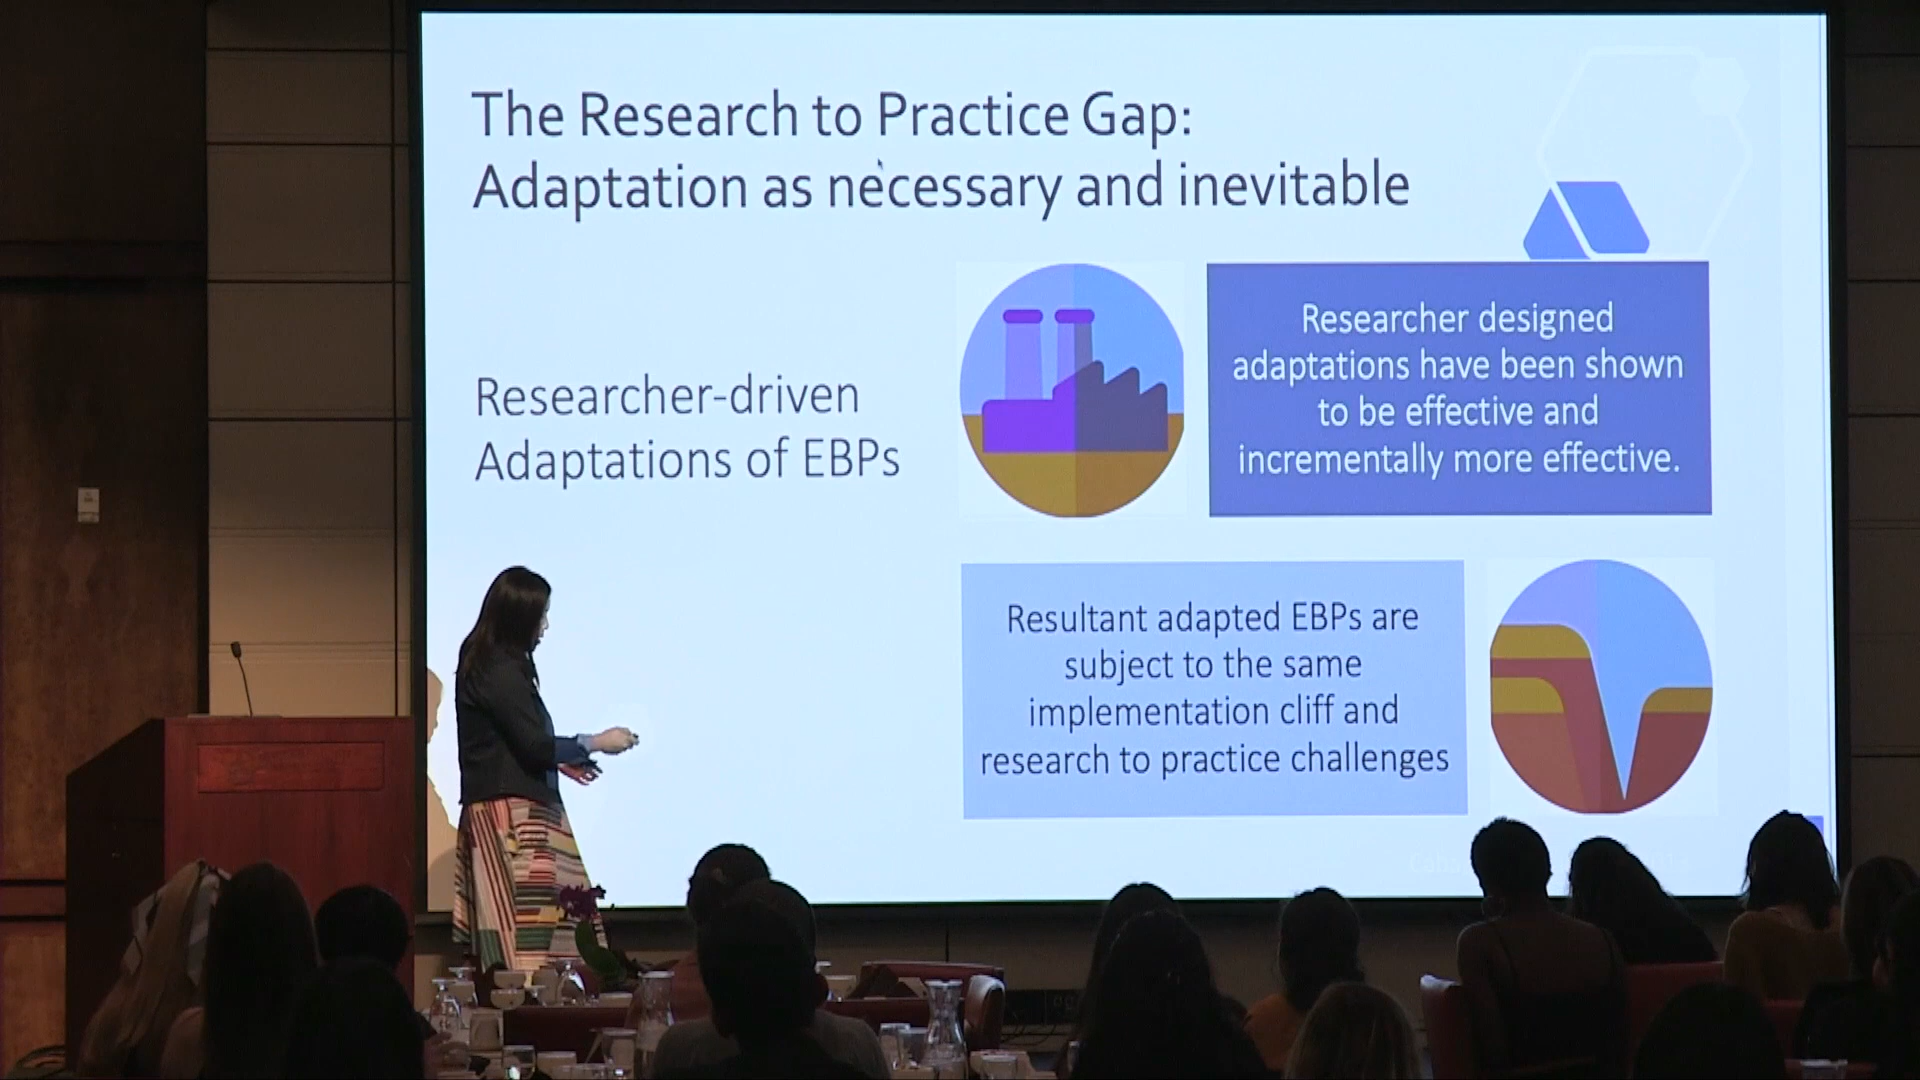 The Research to Practice Gap:
Adaptation as necessary and inevitable
Researcher-driven
Adaptations of EBPs
Researcher designed
adaptations have been shown
to be effective and
incrementally more effective.
Resultant adapted EBPs are
subject to the same
implementation cliff and
research to practice challenges